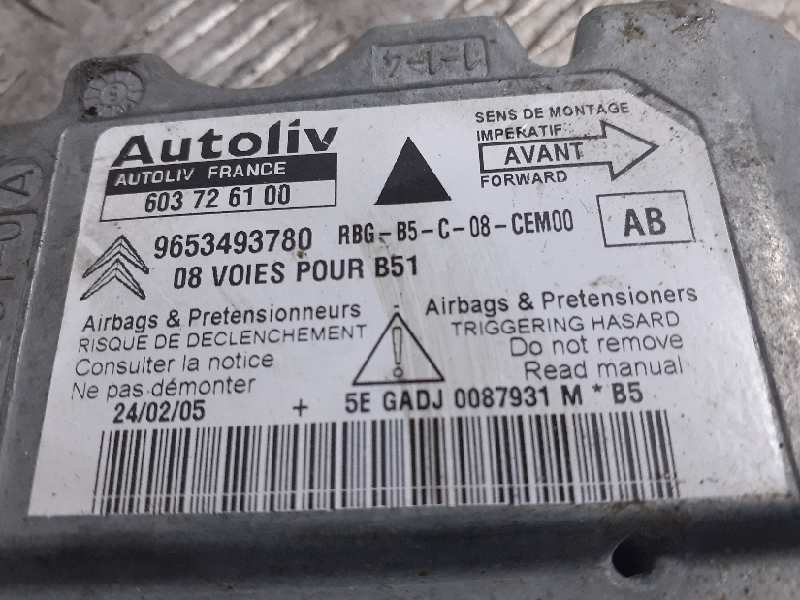 Autoliv
AUTOLIV FRANCE
603 72 61 00
SENS DE MONTAGE
IMPERATIF
AVANT
FORWARD
9653493780 RBG-B5-C-08-CEM00
AB
08 VOIES POUR B51
Airbags & Pretensionneurs
RISQUE DE DECLENCHEMENT
Consulter la notice
Ne pas démonter
Airbags & Pretensioners
TRIGGERING HASARD
Do not remove
Read manual
!
24/02/05 + 5E GADJ 0087931 M * B5
A